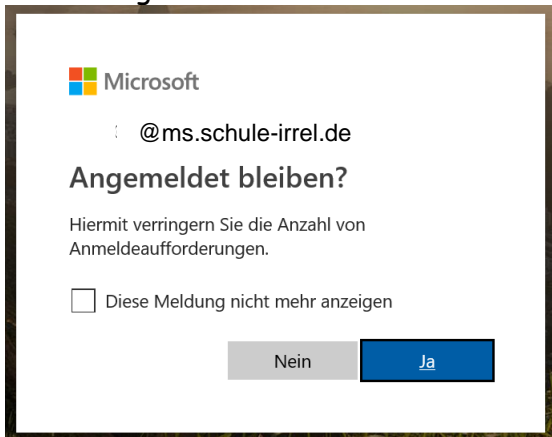 Microsoft
@ms.schule-irrel.de
Angemeldet bleiben?
Hiermit verringern Sie die Anzahl von
Anmeldeaufforderungen.
Diese Meldung nicht mehr anzeigen
Nein
Ja